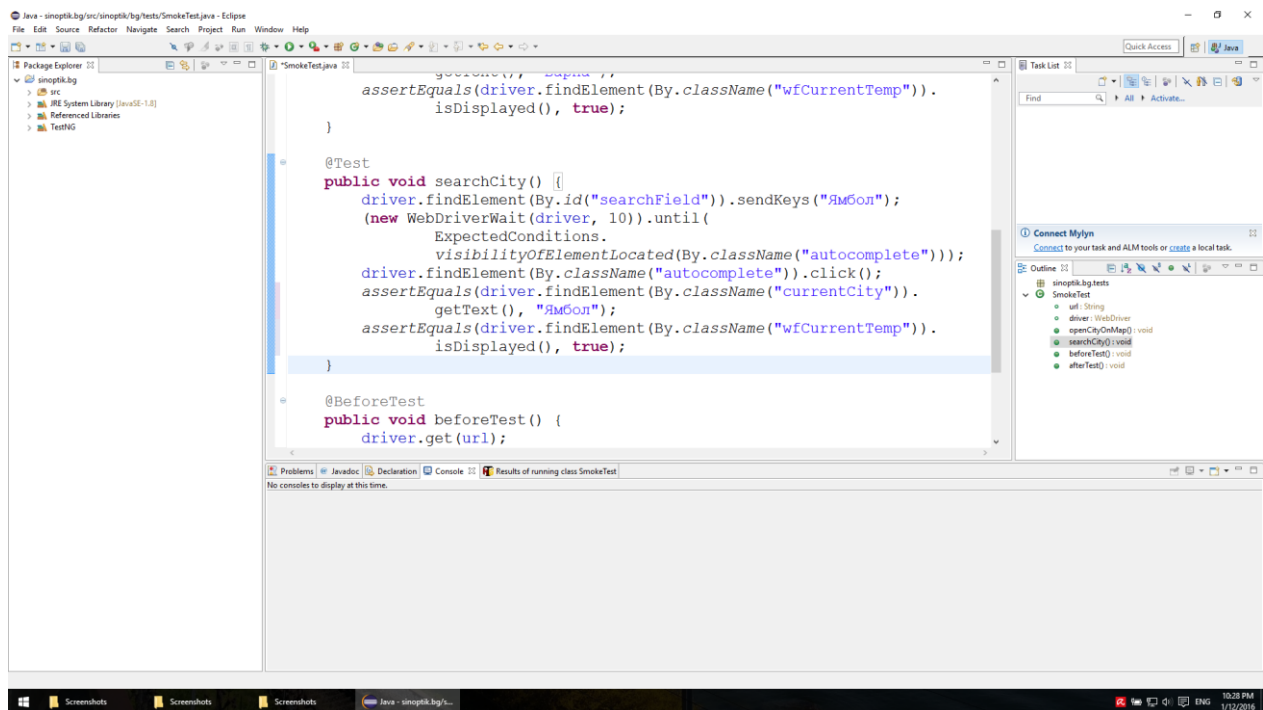 Java - sinoptik.bg/src/sinoptik/bg/tests/SmokeTest.java - Eclipse
File Edit Source Refactor Navigate Search Project Run Window Help
Quick Access Java
Package Explorer
sinoptik.bg
src
JRE System Library [JavaSE-1.8]
Referenced Libraries
TestNG
*SmokeTest.java
assertEquals(driver.findElement(By.className("wfCurrentTemp")).
isDisplayed(), true);
}
@Test
public void searchCity() {
driver.findElement(By.id("searchField")).sendKeys("Ямбол");
(new WebDriverWait(driver, 10)).until(
ExpectedConditions.
visibilityOfElementLocated(By.className("autocomplete")));
driver.findElement(By.className("autocomplete")).click();
assertEquals(driver.findElement(By.className("currentCity")).
getText(), "Ямбол");
assertEquals(driver.findElement(By.className("wfCurrentTemp")).
isDisplayed(), true);
}
@BeforeTest
public void beforeTest() {
driver.get(url);
Task List
Find All Activate...
Connect Mylyn
Connect to your task and ALM tools or create a local task.
Outline
sinoptik.bg.tests
SmokeTest
url : String
driver : WebDriver
openCityOnMap() : void
searchCity() : void
beforeTest() : void
afterTest() : void
Problems Javadoc Declaration Console Results of running class SmokeTest
No consoles to display at this time.
Screenshots Screenshots Screenshots Java - sinoptik.bg/s... ENG 10:28 PM
1/12/2016